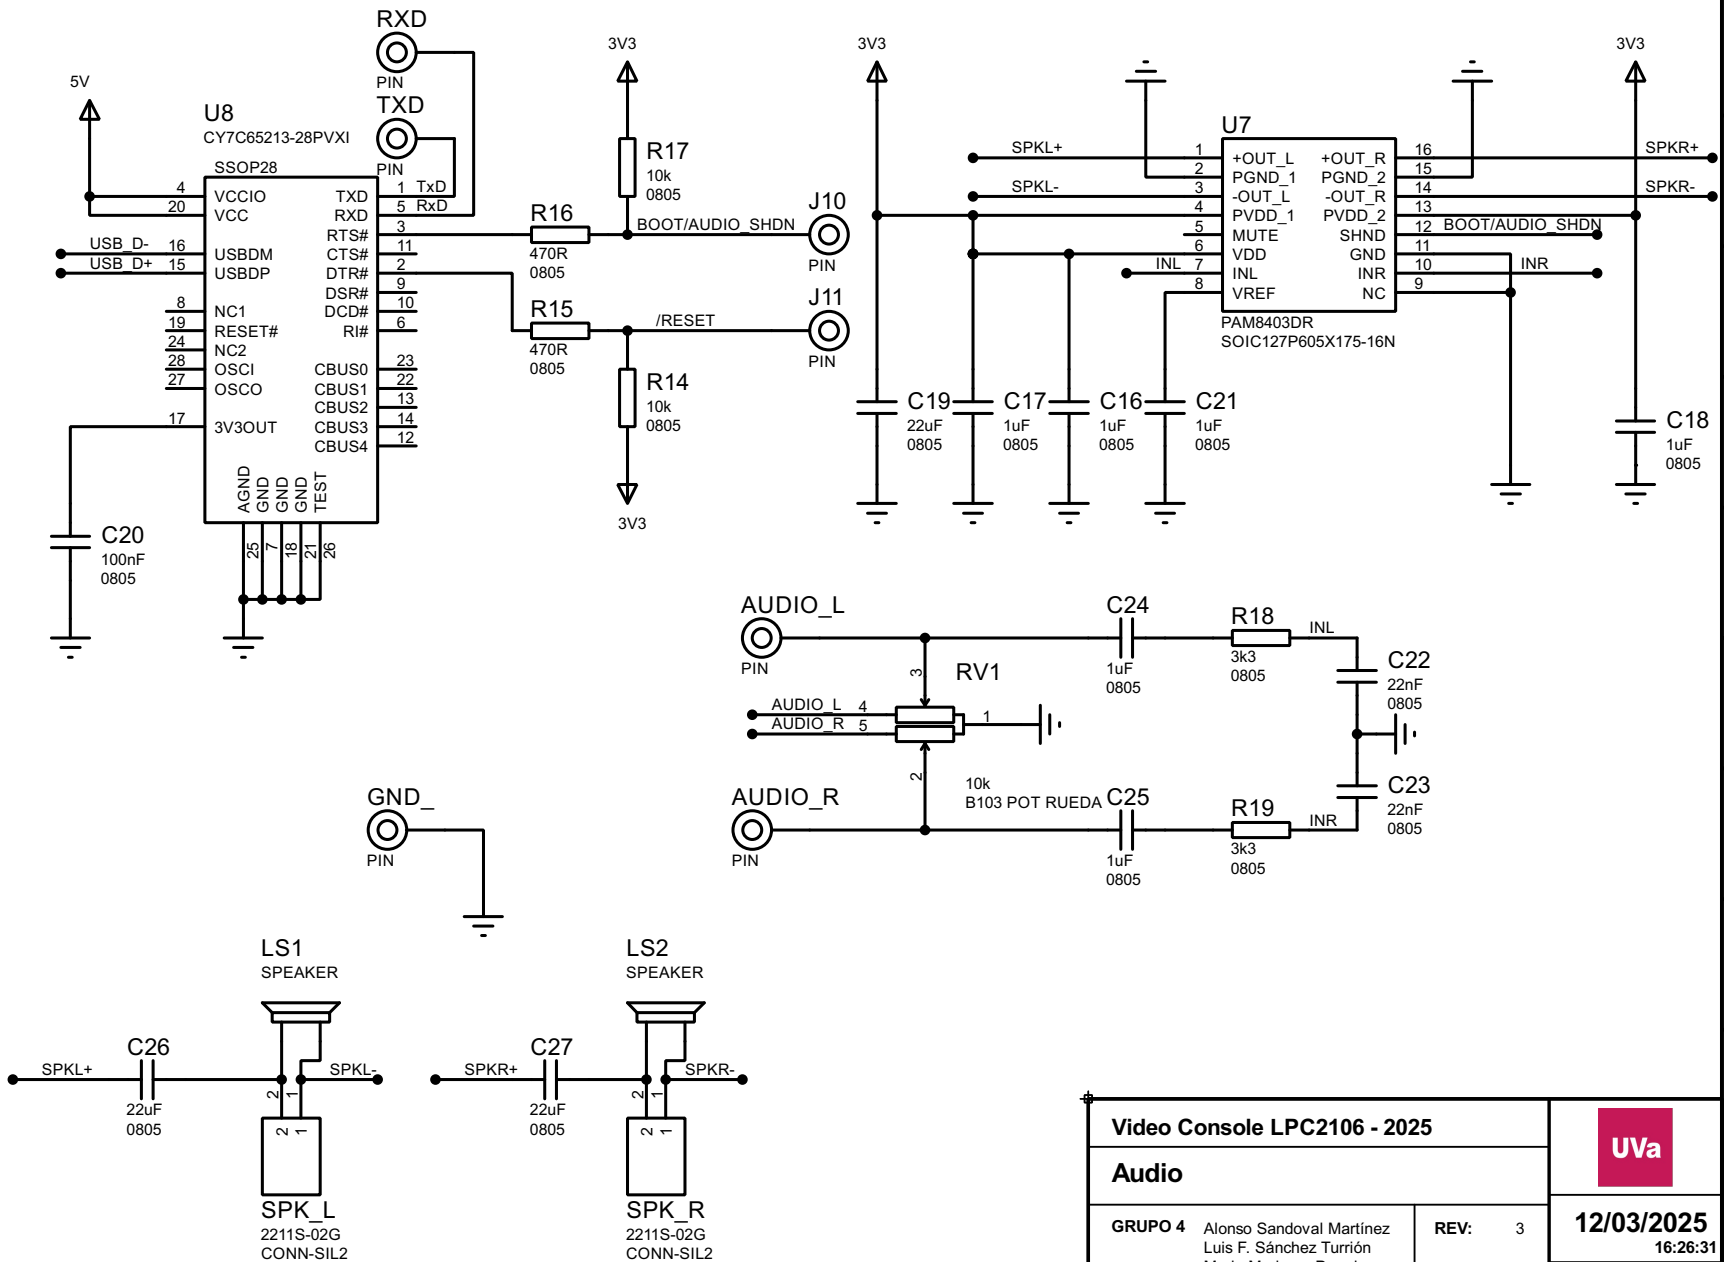 RXD
PIN
TXD
PIN
5V
U8
CY7C65213-28PVXI
SSOP28
4 VCCIO
20 VCC
USB_D- 16 USBDM
USB_D+ 15 USBDP
8 NC1
19 RESET#
24 NC2
28 OSCI
27 OSCO
17 3V3OUT
TXD 1 TxD
RXD 5 RxD
RTS# 3
CTS# 11
DTR# 2
DSR# 9
DCD# 10
RI# 6
CBUS0 23
CBUS1 22
CBUS2 13
CBUS3 14
CBUS4 12
AGND GND GND GND TEST
25 7 18 21 26
C20
100nF
0805
3V3
R17
10k
0805
R16
470R
0805
BOOT/AUDIO_SHDN
J10
PIN
R15
470R
0805
/RESET
J11
PIN
R14
10k
0805
3V3
3V3
3V3
U7
SPKL+ 1 +OUT_L
2 PGND_1
SPKL- 3 -OUT_L
4 PVDD_1
5 MUTE
6 VDD
INL 7 INL
8 VREF
+OUT_R 16 SPKR+
PGND_2 15
-OUT_R 14 SPKR-
PVDD_2 13
SHND 12 BOOT/AUDIO_SHDN
GND 11
INR 10 INR
NC 9
PAM8403DR
SOIC127P605X175-16N
C19
22uF
0805
C17
1uF
0805
C16
1uF
0805
C21
1uF
0805
C18
1uF
0805
AUDIO_L
PIN
C24
1uF
0805
R18
3k3
0805
INL
C22
22nF
0805
3
RV1
AUDIO_L 4
AUDIO_R 5
1
2
10k
B103 POT RUEDA
AUDIO_R
PIN
C25
1uF
0805
R19
3k3
0805
INR
C23
22nF
0805
GND_
PIN
LS1
SPEAKER
C26
SPKL+
22uF
0805
SPKL-
2 1
2 1
SPK_L
2211S-02G
CONN-SIL2
LS2
SPEAKER
C27
SPKR+
22uF
0805
SPKR-
2 1
2 1
SPK_R
2211S-02G
CONN-SIL2
Video Console LPC2106 - 2025
UVa
Audio
GRUPO 4 Alonso Sandoval Martínez
Luis F. Sánchez Turrión
REV: 3
12/03/2025
16:26:31